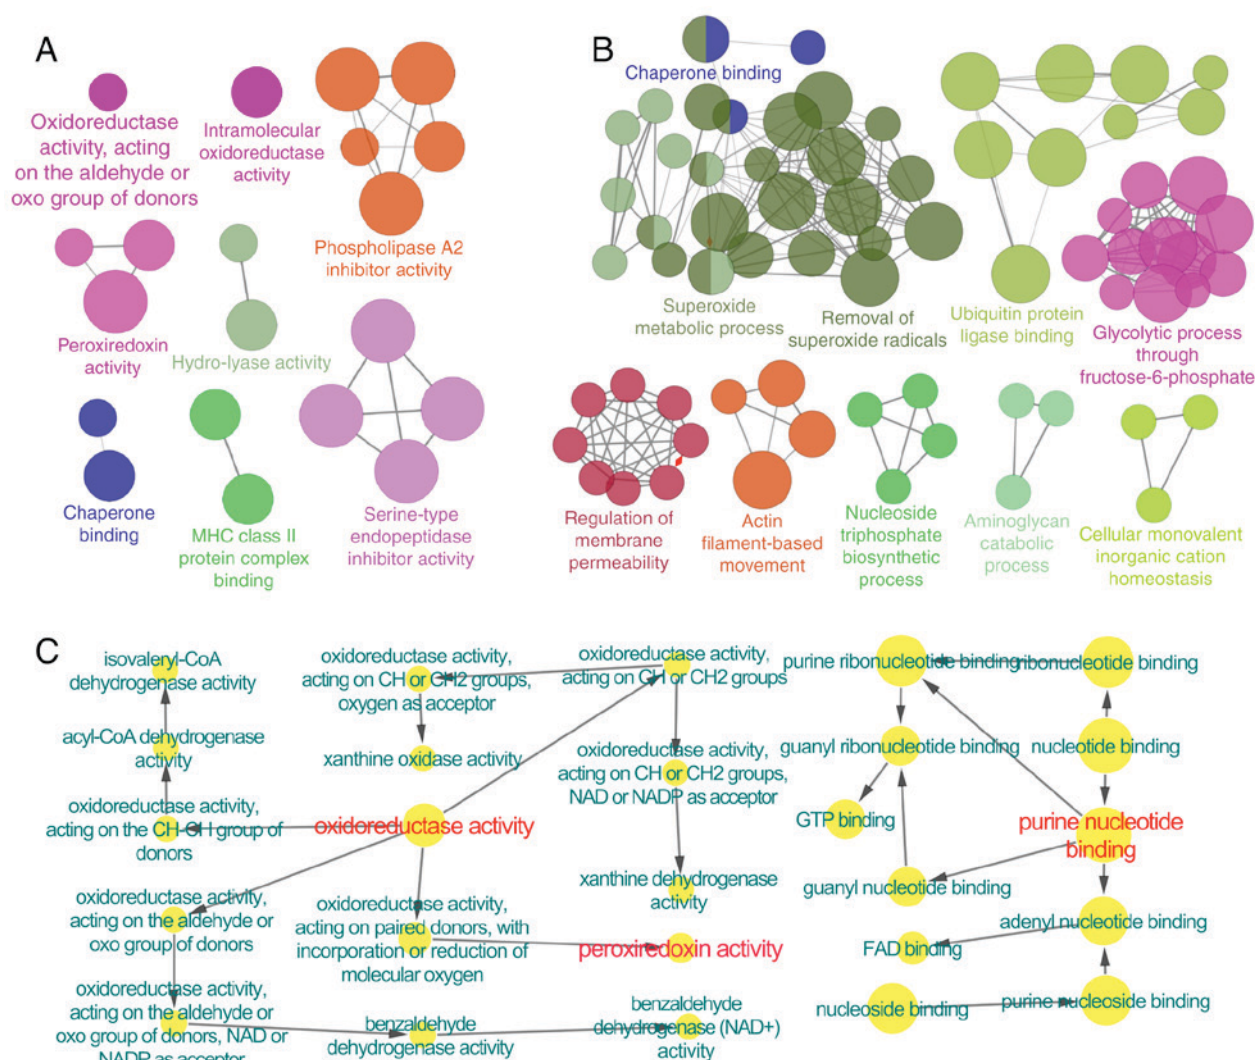 A
Oxidoreductase
activity, acting
on the aldehyde or
oxo group of donors
Intramolecular
oxidoreductase
activity
Phospholipase A2
inhibitor activity
Peroxiredoxin
activity
Hydro-lyase activity
Chaperone
binding
MHC class II
protein complex
binding
Serine-type
endopeptidase
inhibitor activity
B
Chaperone binding
Superoxide
metabolic process
Removal of
superoxide radicals
Ubiquitin protein
ligase binding
Glycolytic process
through
fructose-6-phosphate
Regulation of
membrane
permeability
Actin
filament-based
movement
Nucleoside
triphosphate
biosynthetic
process
Aminoglycan
catabolic
process
Cellular monovalent
inorganic cation
homeostasis
C
isovaleryl-CoA
dehydrogenase activity
acyl-CoA dehydrogenase
activity
oxidoreductase activity,
acting on the CH-CH group of
donors
oxidoreductase activity,
acting on the aldehyde or
oxo group of donors
oxidoreductase activity,
acting on the aldehyde or
oxo group of donors, NAD or
NADP as acceptor
oxidoreductase activity,
acting on CH or CH2 groups,
oxygen as acceptor
xanthine oxidase activity
oxidoreductase activity
oxidoreductase activity,
acting on paired donors, with
incorporation or reduction of
molecular oxygen
benzaldehyde
dehydrogenase activity
oxidoreductase activity,
acting on CH or CH2 groups
oxidoreductase activity,
acting on CH or CH2 groups,
NAD or NADP as acceptor
xanthine dehydrogenase
activity
peroxiredoxin activity
benzaldehyde
dehydrogenase (NAD+)
activity
purine ribonucleotide binding
ribonucleotide binding
guanyl ribonucleotide binding
nucleotide binding
GTP binding
purine nucleotide
binding
guanyl nucleotide binding
adenyl nucleotide binding
FAD binding
nucleoside binding
purine nucleoside binding